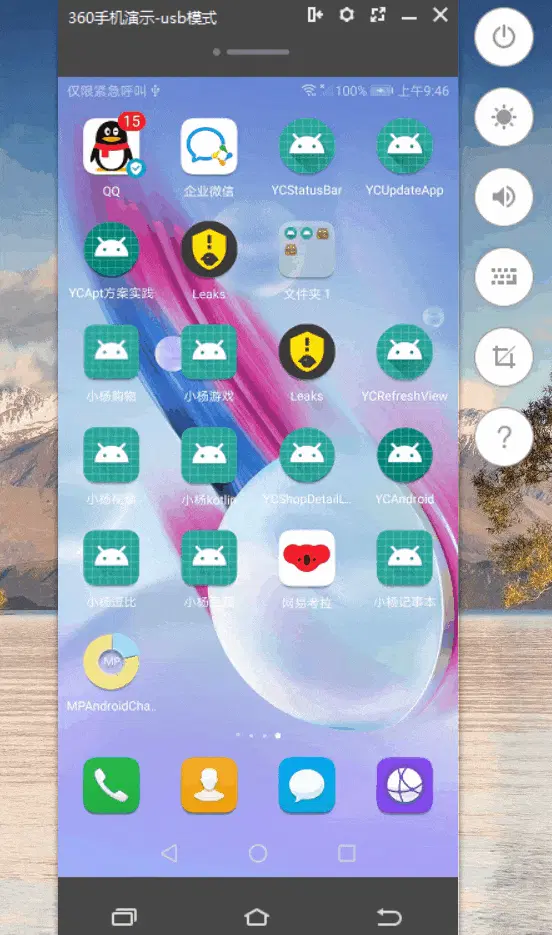 360手机演示-usb模式
仅限紧急呼叫 100% 上午9:46
15
QQ 企业微信 YCStatusBar YCUpdateApp
YCApt方案实践 Leaks 文件夹 1
小杨购物 小杨游戏 Leaks YCRefreshView
小杨 小杨kotlin YCShopDetailL... YCAndroid
小杨逗比 小杨 网易考拉 小杨记事本
MP
MPAndroidCha...
?